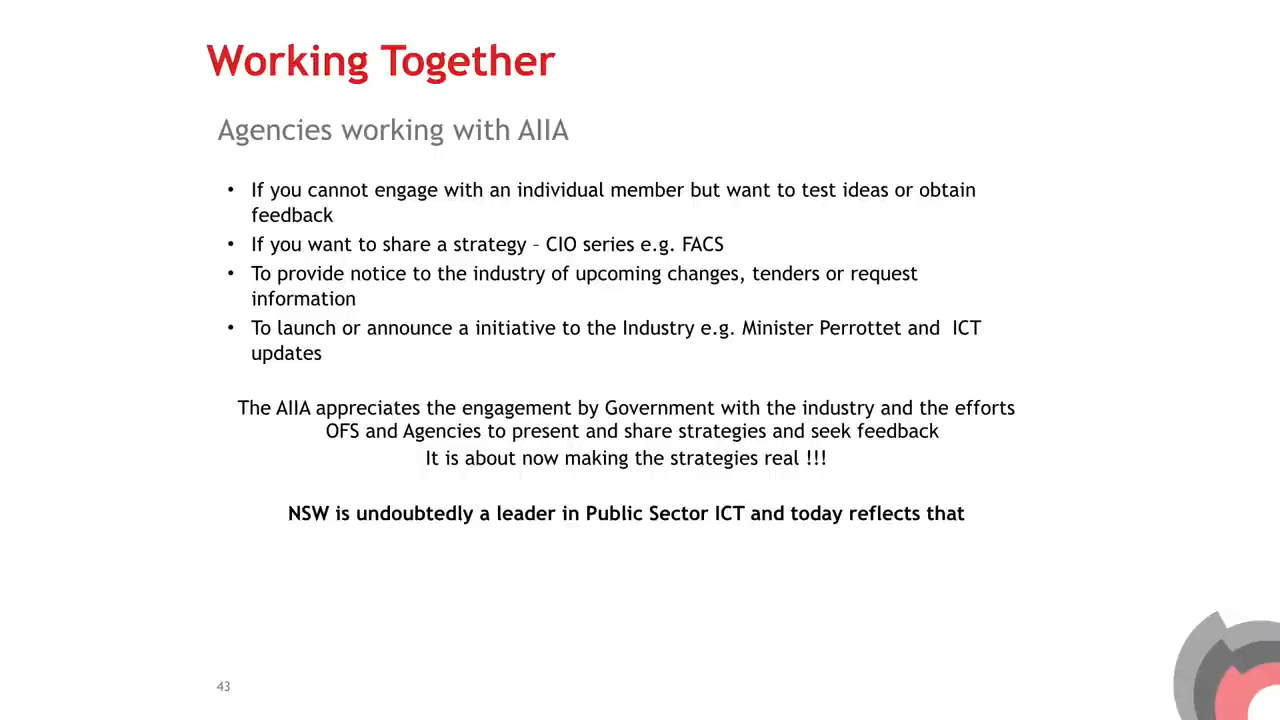 Working Together
Agencies working with AIIA
• If you cannot engage with an individual member but want to test ideas or obtain
feedback
• If you want to share a strategy – CIO series e.g. FACS
• To provide notice to the industry of upcoming changes, tenders or request
information
• To launch or announce a initiative to the Industry e.g. Minister Perrottet and  ICT
updates
The AIIA appreciates the engagement by Government with the industry and the efforts
OFS and Agencies to present and share strategies and seek feedback
It is about now making the strategies real !!!
NSW is undoubtedly a leader in Public Sector ICT and today reflects that
43